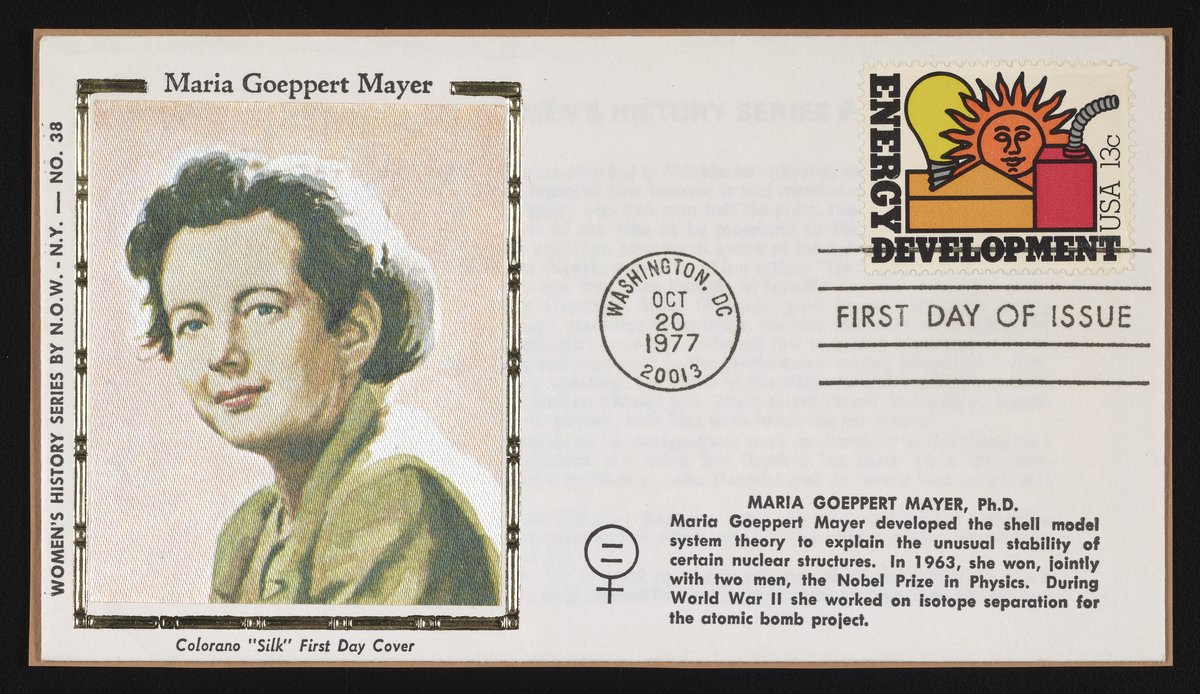 Maria Goeppert Mayer
WOMEN'S HISTORY SERIES BY N.O.W. - N.Y. — NO. 38
Colorano "Silk" First Day Cover
ENERGY
DEVELOPMENT
USA 13c
WASHINGTON, DC
OCT
20
1977
20013
FIRST DAY OF ISSUE
MARIA GOEPPERT MAYER, Ph.D.
Maria Goeppert Mayer developed the shell model
system theory to explain the unusual stability of
certain nuclear structures. In 1963, she won, jointly
with two men, the Nobel Prize in Physics. During
World War II she worked on isotope separation for
the atomic bomb project.